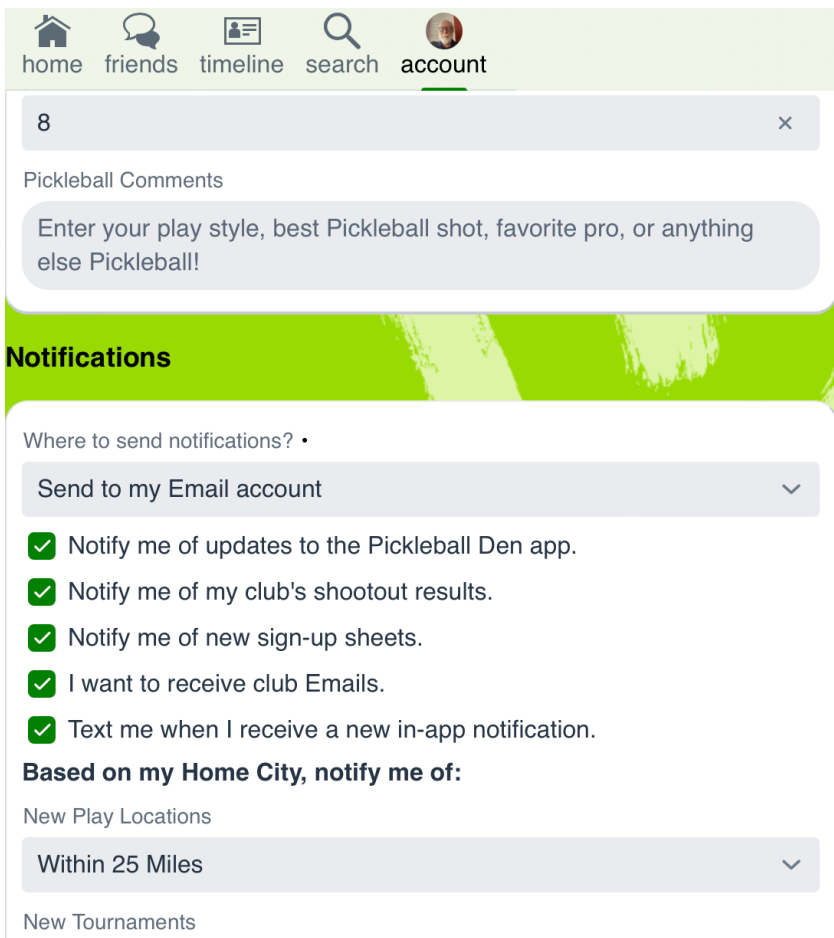 home friends timeline search account
8
Pickleball Comments
Enter your play style, best Pickleball shot, favorite pro, or anything
else Pickleball!
Notifications
Where to send notifications? •
Send to my Email account
Notify me of updates to the Pickleball Den app.
Notify me of my club's shootout results.
Notify me of new sign-up sheets.
I want to receive club Emails.
Text me when I receive a new in-app notification.
Based on my Home City, notify me of:
New Play Locations
Within 25 Miles
New Tournaments